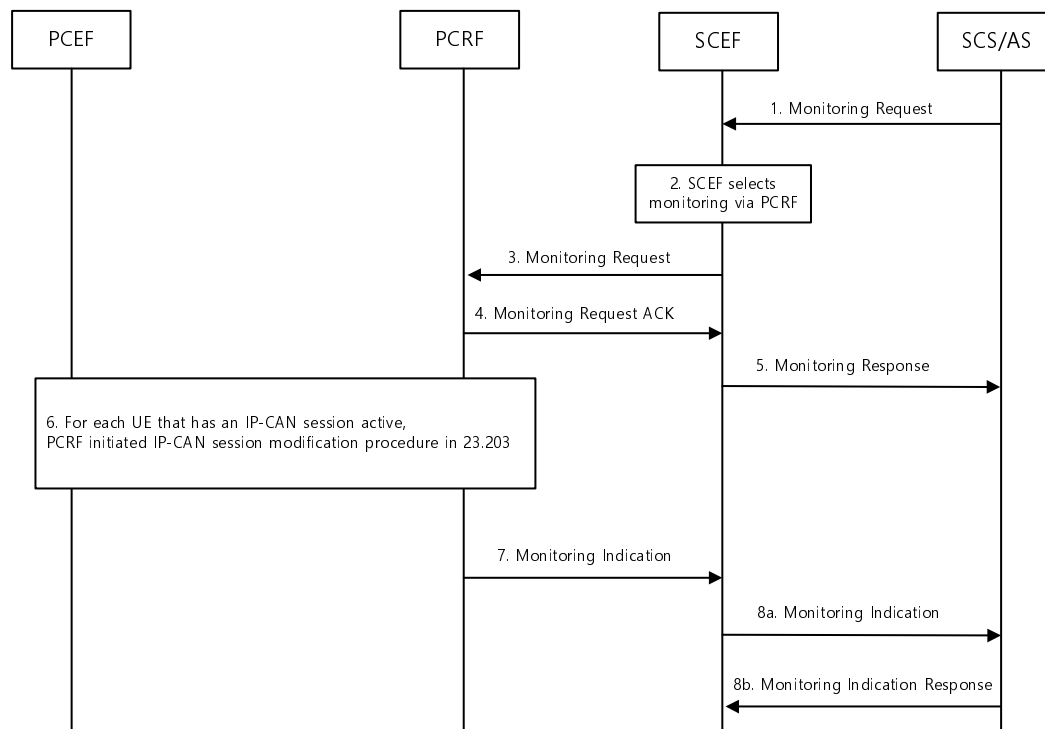 PCEF
PCRF
SCEF
SCS/AS
1. Monitoring Request
2. SCEF selects
monitoring via PCRF
3. Monitoring Request
4. Monitoring Request ACK
5. Monitoring Response
6. For each UE that has an IP-CAN session active,
PCRF initiated IP-CAN session modification procedure in 23.203
7. Monitoring Indication
8a. Monitoring Indication
8b. Monitoring Indication Response